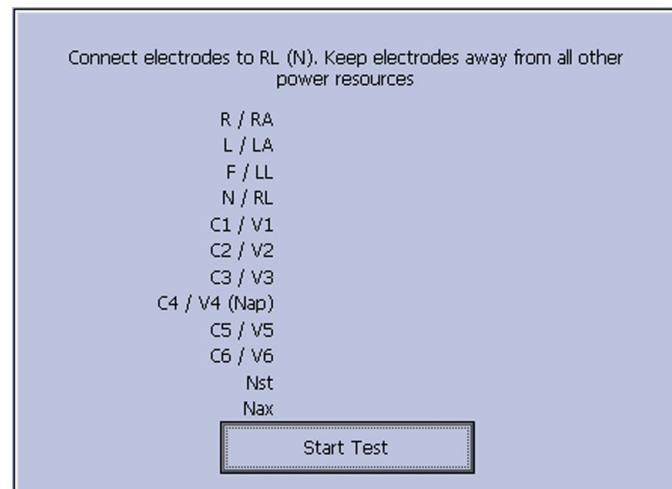 Connect electrodes to RL (N). Keep electrodes away from all other
power resources
R / RA
L / LA
F / LL
N / RL
C1 / V1
C2 / V2
C3 / V3
C4 / V4 (Nap)
C5 / V5
C6 / V6
Nst
Nax
Start Test